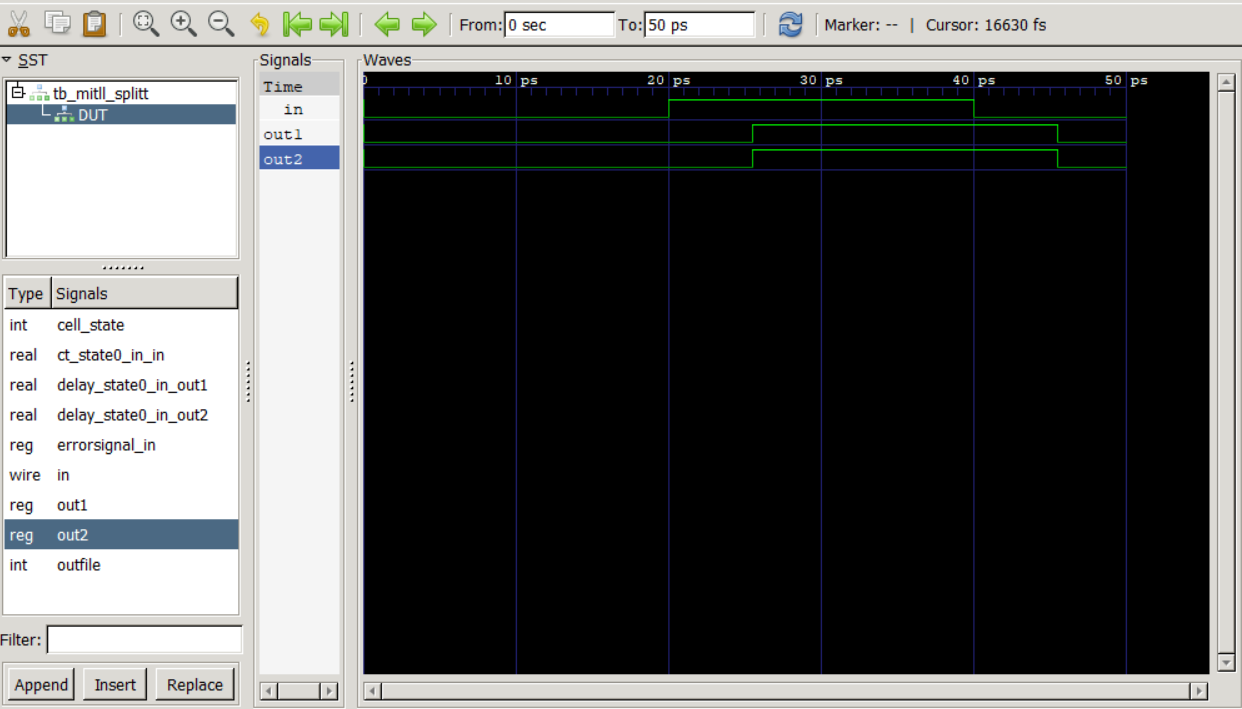 From: 0 sec To: 50 ps Marker: -- | Cursor: 16630 fs
SST
tb_mitll_splitt
DUT
Type Signals
int cell_state
real ct_state0_in_in
real delay_state0_in_out1
real delay_state0_in_out2
reg errorsignal_in
wire in
reg out1
reg out2
int outfile
Filter:
Append Insert Replace
Signals
Time
in
out1
out2
Waves
0 10 ps 20 ps 30 ps 40 ps 50 ps